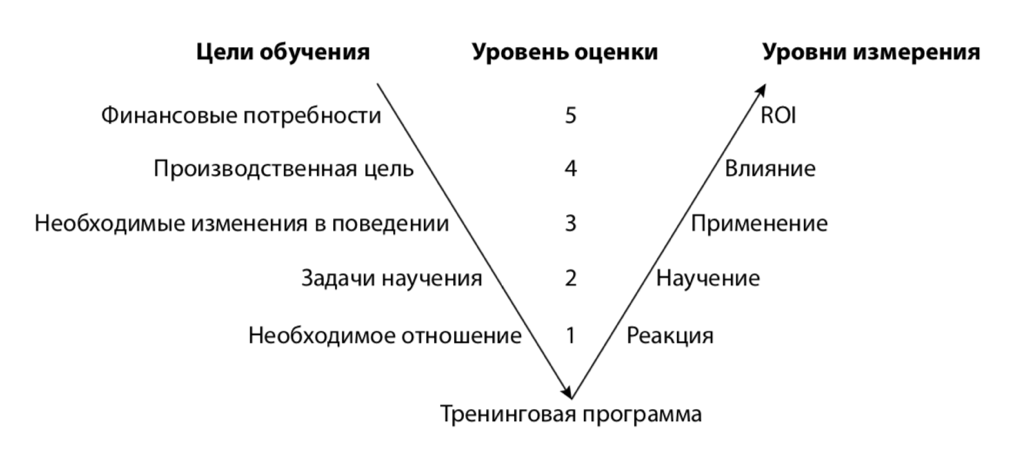 Цели обучения Уровень оценки Уровни измерения
Финансовые потребности 5 ROI
Производственная цель 4 Влияние
Необходимые изменения в поведении 3 Применение
Задачи научения 2 Научение
Необходимое отношение 1 Реакция
Тренинговая программа